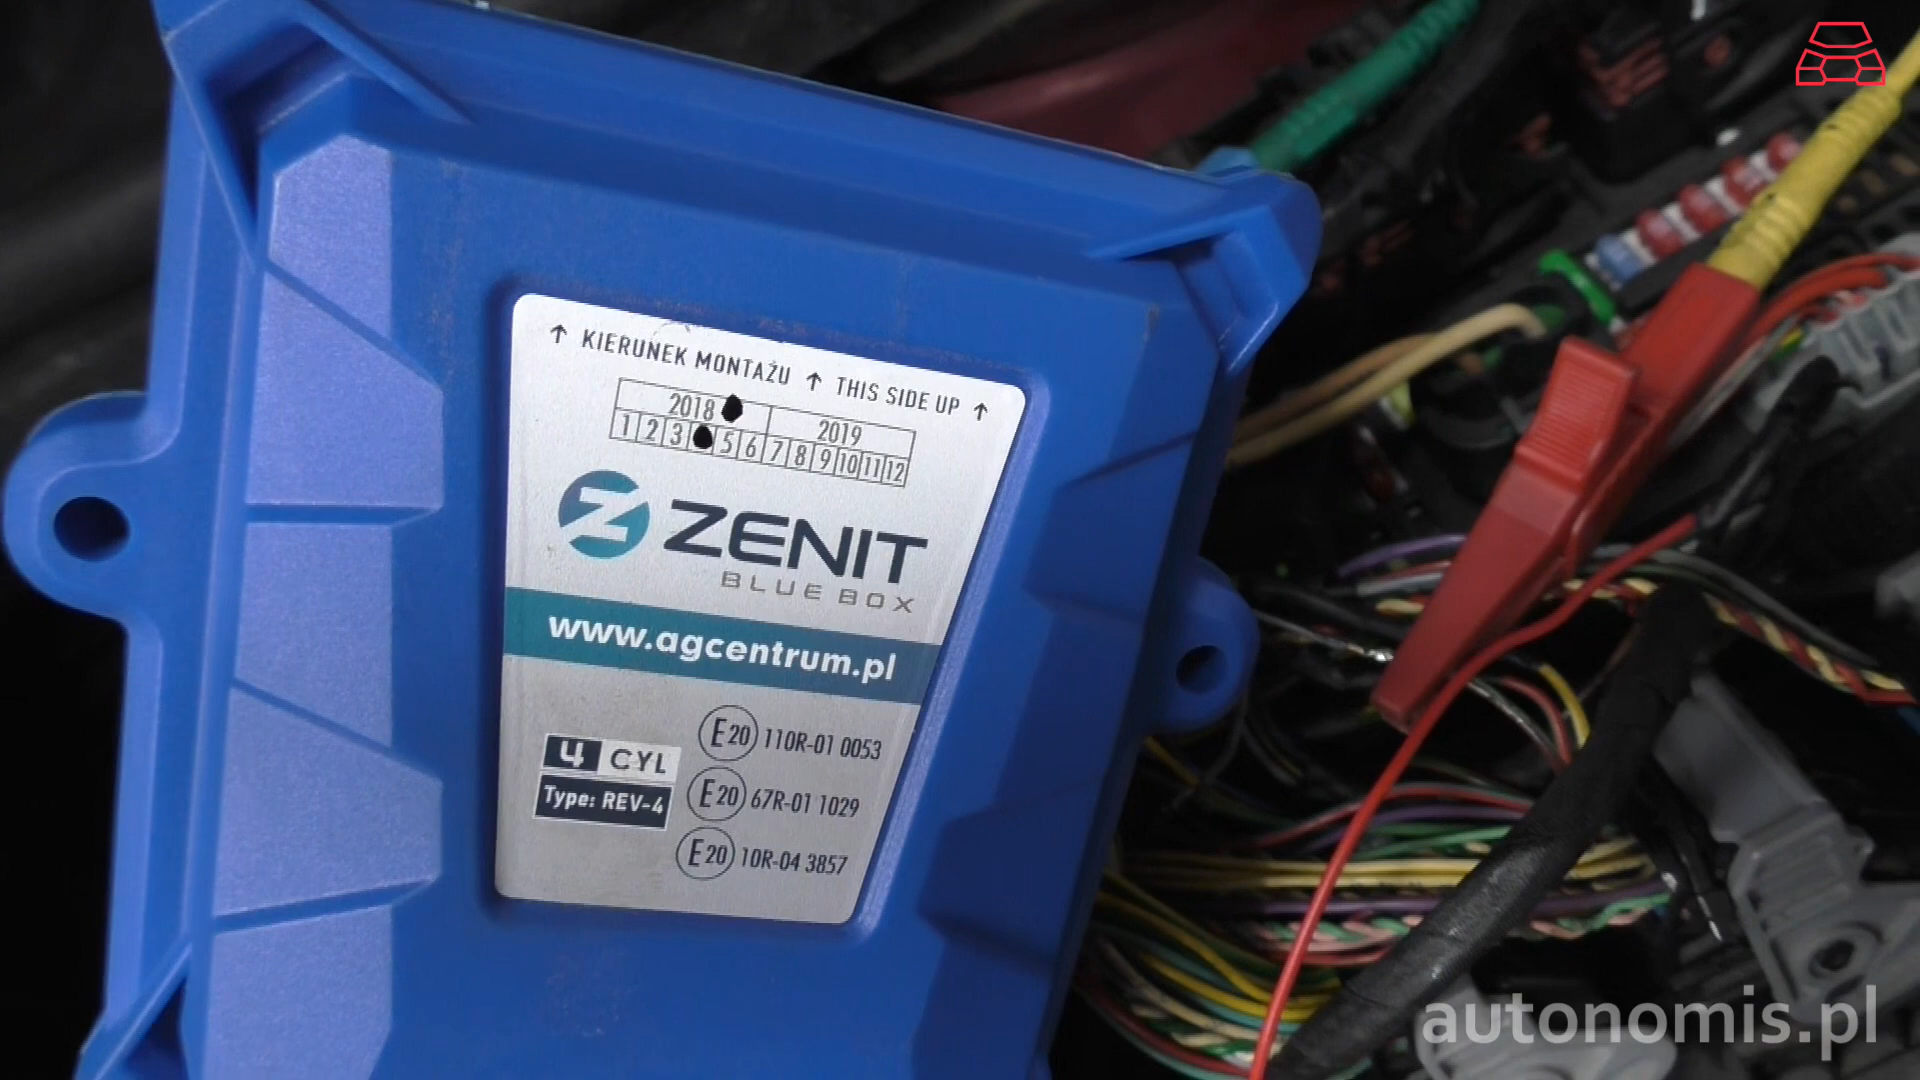 ↑ KIERUNEK MONTAŻU ↑ THIS SIDE UP ↑
2018 2019
1 2 3 5 6 7 8 9 10 11 12
Z ZENIT
BLUE BOX
www.agcentrum.pl
4 CYL
Type: REV-4
E20 110R-01 0053
E20 67R-01 1029
E20 10R-04 3857
autonomis.pl